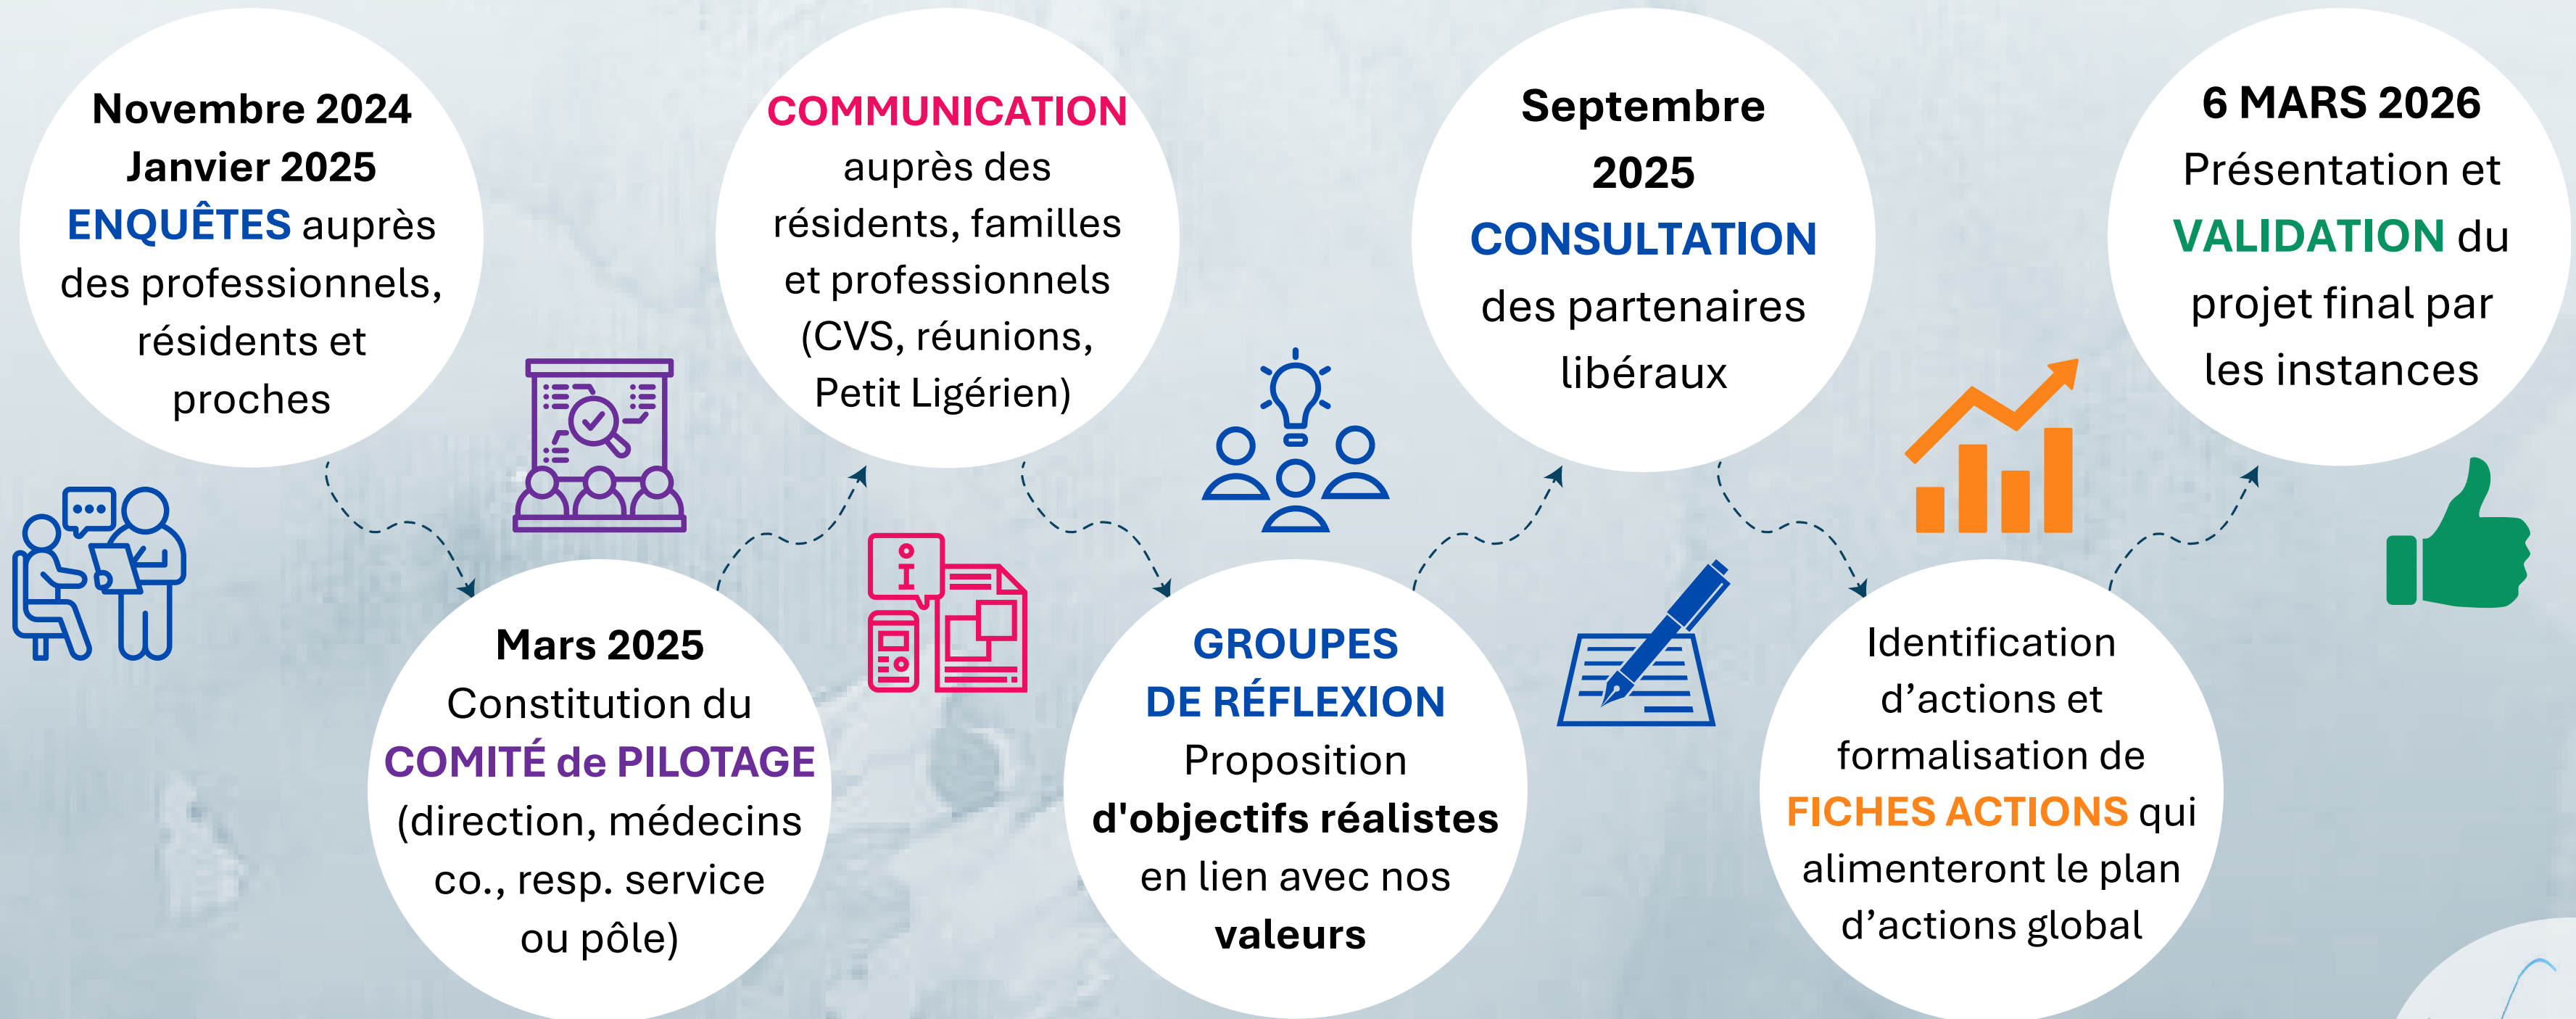 Novembre 2024
Janvier 2025
ENQUÊTES auprès
des professionnels,
résidents et
proches
Mars 2025
Constitution du
COMITÉ de PILOTAGE
(direction, médecins
co., resp. service
ou pôle)
COMMUNICATION
auprès des
résidents, familles
et professionnels
(CVS, réunions,
Petit Ligérien)
GROUPES
DE RÉFLEXION
Proposition
d'objectifs réalistes
en lien avec nos
valeurs
Septembre
2025
CONSULTATION
des partenaires
libéraux
Identification
d’actions et
formalisation de
FICHES ACTIONS qui
alimenteront le plan
d’actions global
6 MARS 2026
Présentation et
VALIDATION du
projet final par
les instances